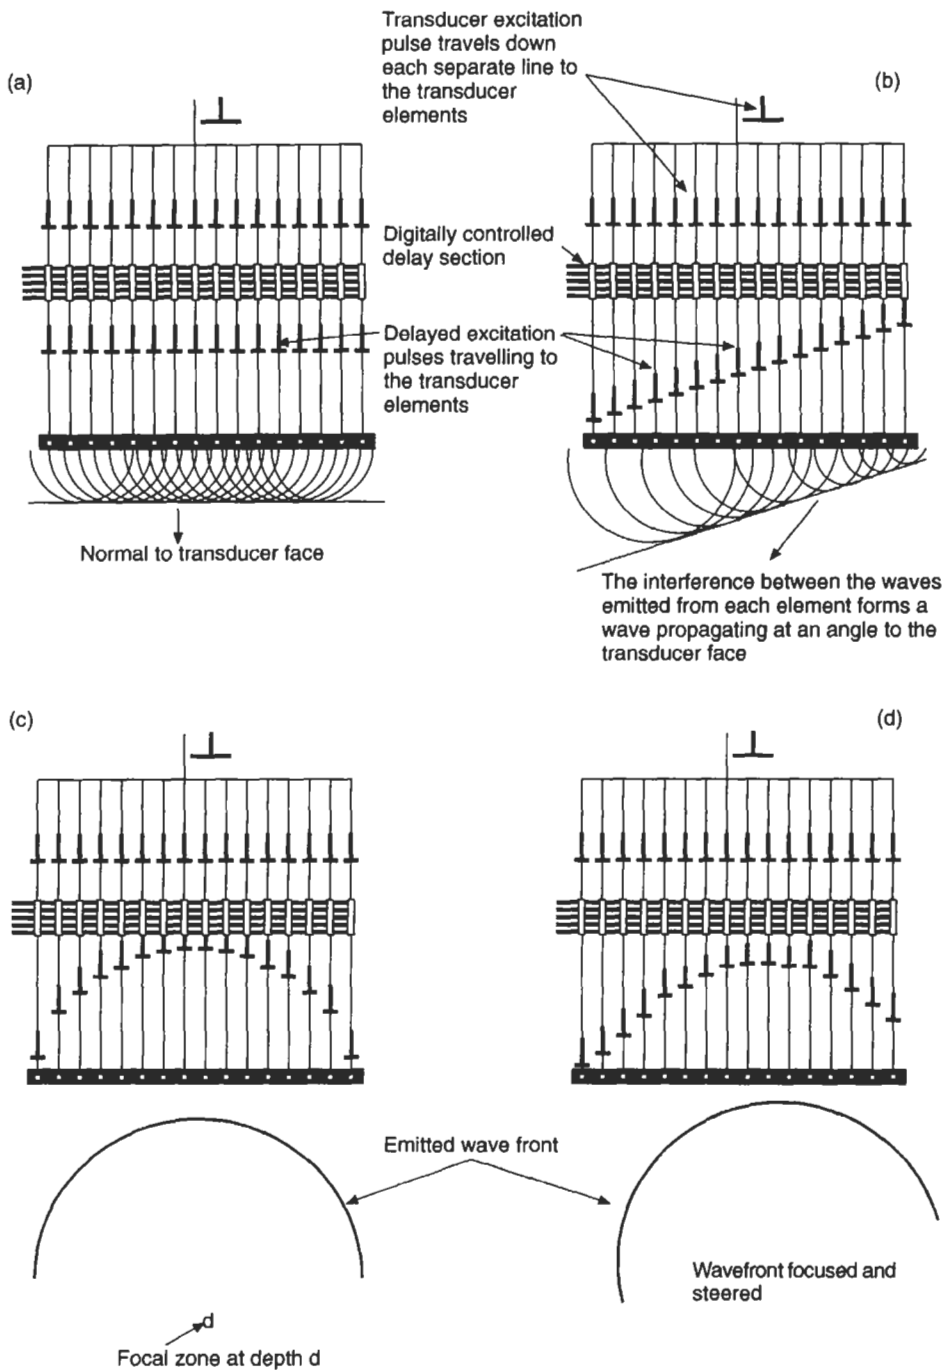 Transducer excitation
pulse travels down
each separate line to
the transducer
elements
(a)
(b)
Digitally controlled
delay section
Delayed excitation
pulses travelling to
the transducer
elements
Normal to transducer face
The interference between the waves
emitted from each element forms a
wave propagating at an angle to the
transducer face
(c)
(d)
Emitted wave front
Wavefront focused and
steered
d
Focal zone at depth d